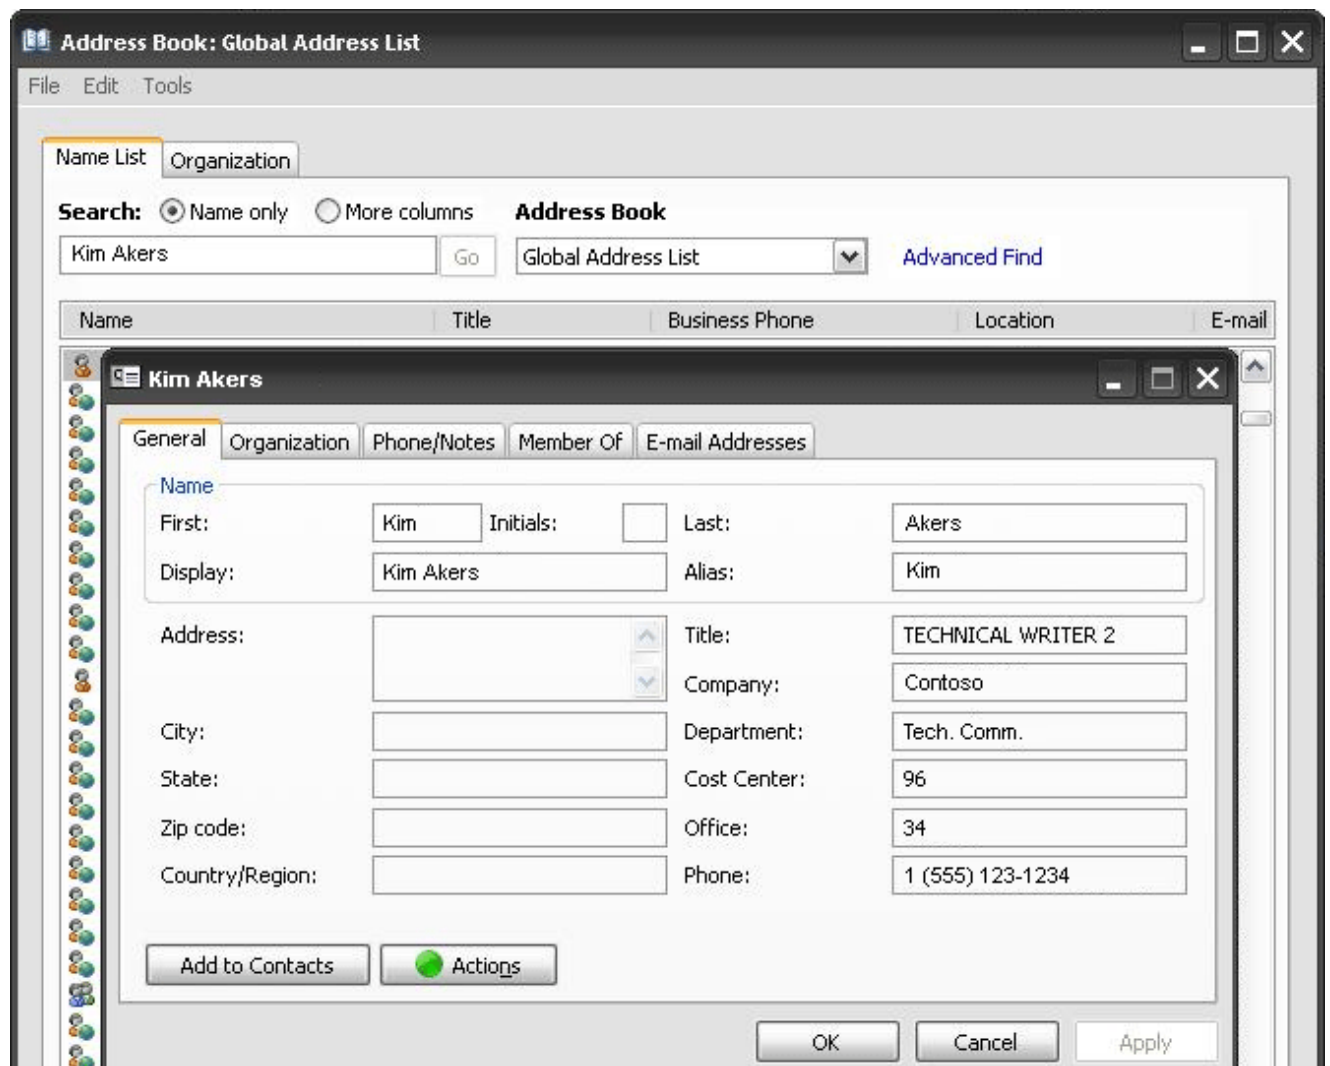 Address Book: Global Address List
File Edit Tools
Name List Organization
Search: Name only More columns Address Book
Kim Akers Go Global Address List Advanced Find
Name Title Business Phone Location E-mail
Kim Akers
General Organization Phone/Notes Member Of E-mail Addresses
Name
First: Kim Initials: Last: Akers
Display: Kim Akers Alias: Kim
Address: Title: TECHNICAL WRITER 2
Company: Contoso
City: Department: Tech. Comm.
State: Cost Center: 96
Zip code: Office: 34
Country/Region: Phone: 1 (555) 123-1234
Add to Contacts Actions
OK Cancel Apply